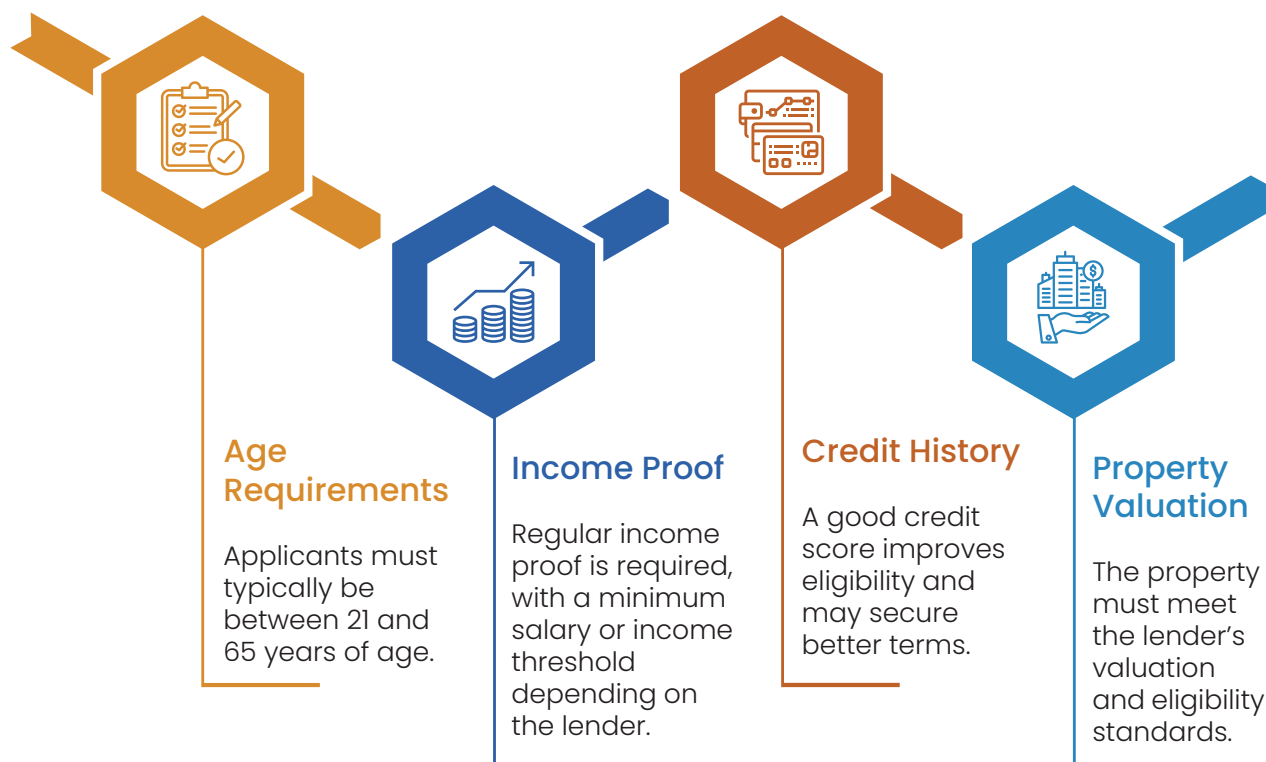 Age
Requirements
Applicants must
typically be
between 21 and
65 years of age.
Income Proof
Regular income
proof is required,
with a minimum
salary or income
threshold
depending on
the lender.
Credit History
A good credit
score improves
eligibility and
may secure
better terms.
Property
Valuation
The property
must meet
the lender’s
valuation
and eligibility
standards.